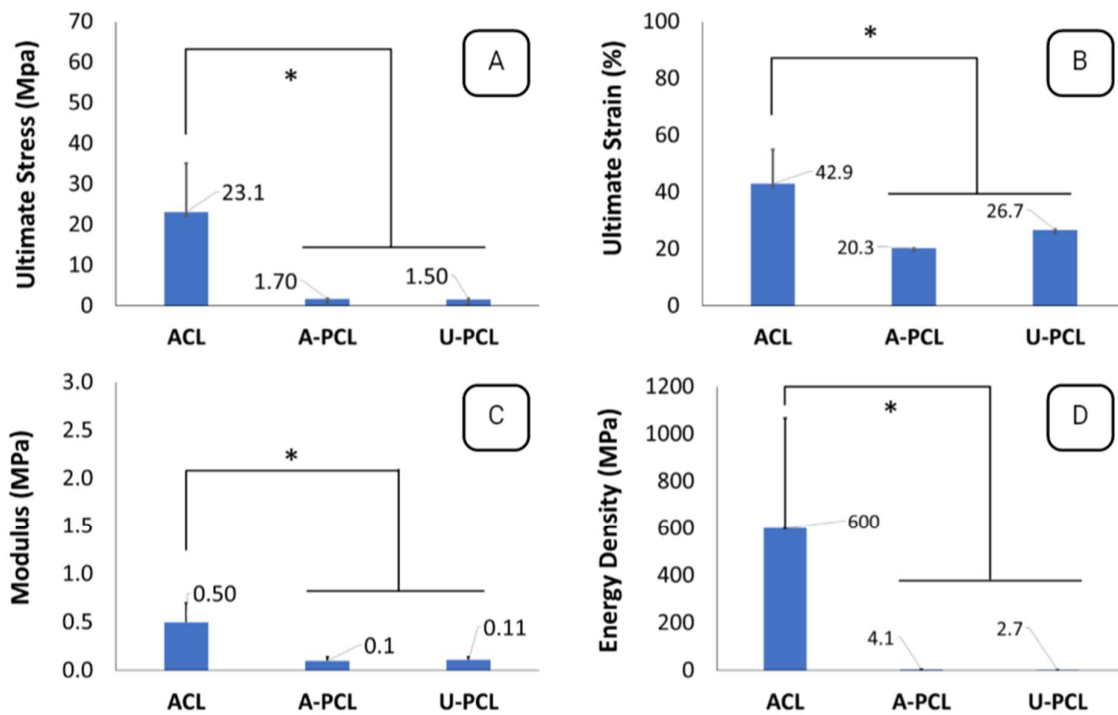 Ultimate Stress (Mpa)
70
60
50
40
30
20
10
0
*
A
23.1
1.70
1.50
ACL
A-PCL
U-PCL
Ultimate Strain (%)
100
80
60
40
20
0
*
B
42.9
20.3
26.7
ACL
A-PCL
U-PCL
Modulus (MPa)
3.0
2.5
2.0
1.5
1.0
0.5
0.0
*
C
0.50
0.1
0.11
ACL
A-PCL
U-PCL
Energy Density (MPa)
1200
1000
800
600
400
200
0
*
D
600
4.1
2.7
ACL
A-PCL
U-PCL